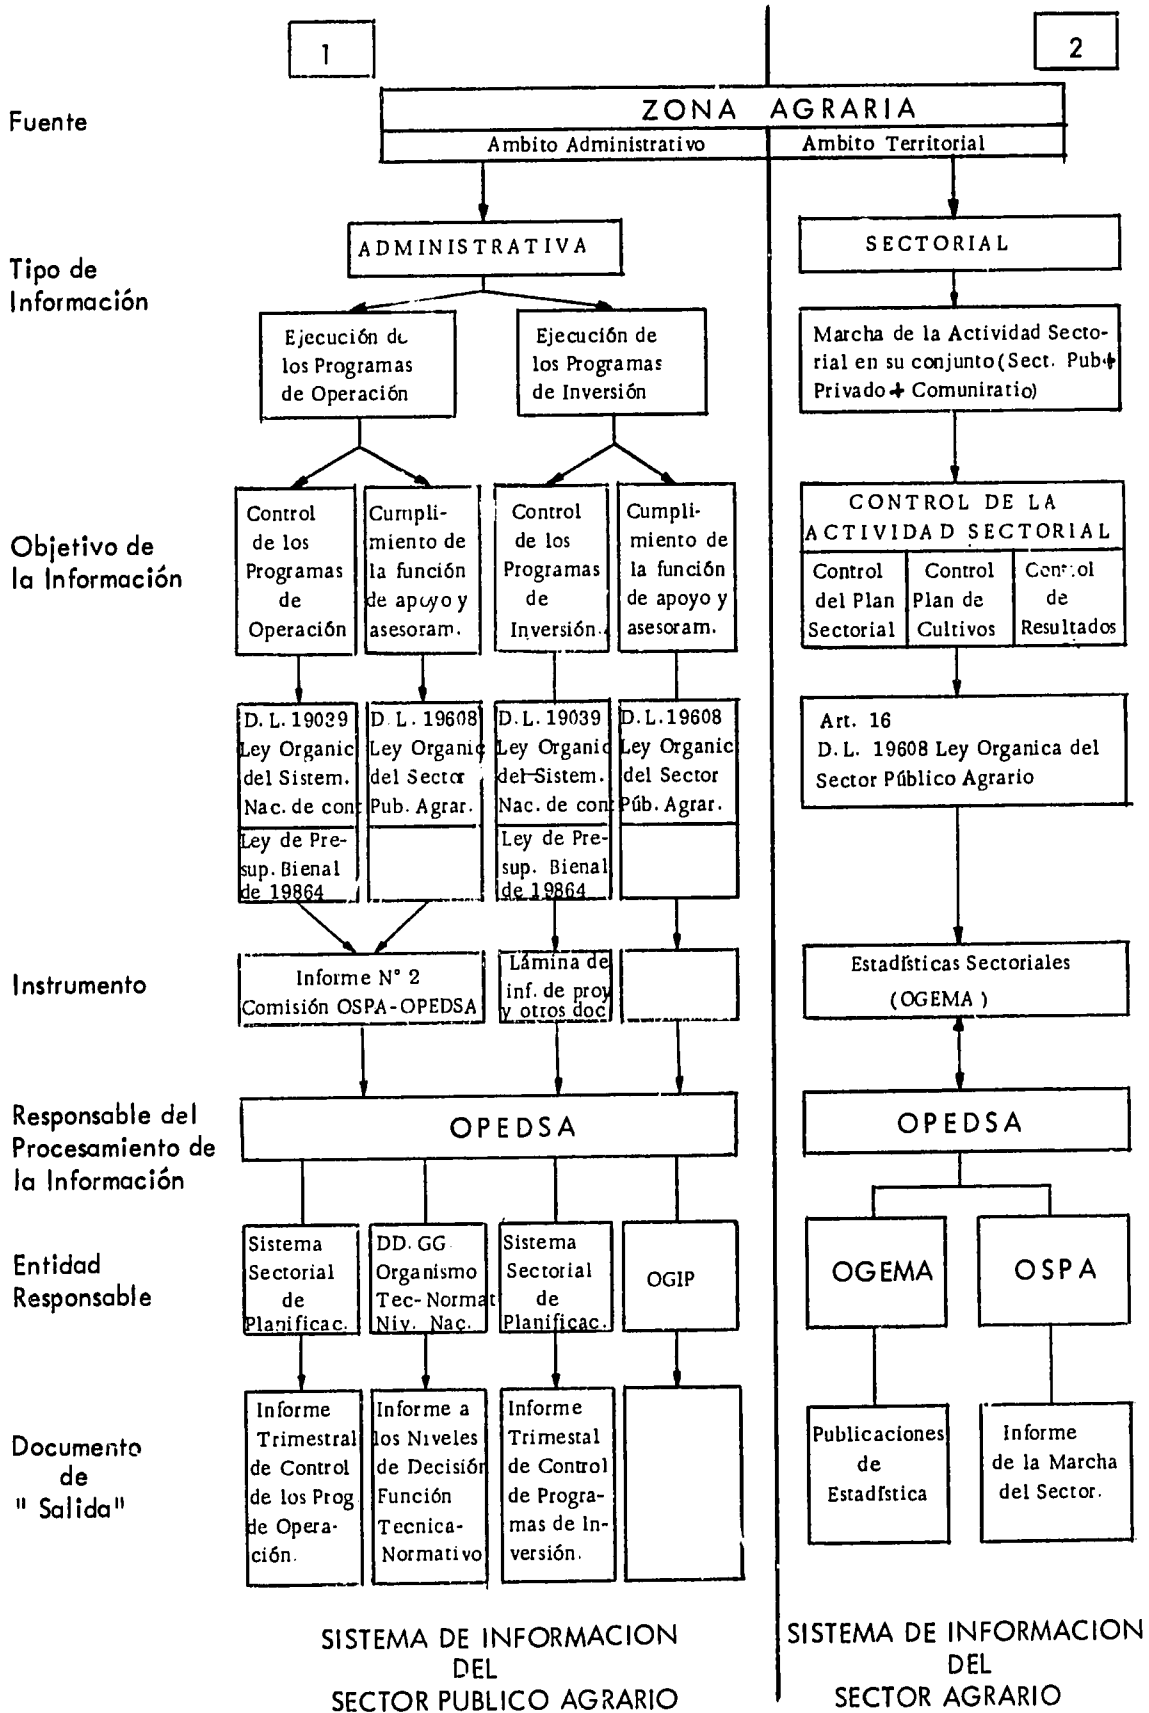 1
2
Fuente
ZONA AGRARIA
Ambito Administrativo
Ambito Territorial
Tipo de
Información
ADMINISTRATIVA
SECTORIAL
Ejecución de
los Programas
de Operación
Ejecución de
los Programas
de Inversión
Marcha de la Actividad Secto-
rial en su conjunto (Sect. Pub+
Privado + Comuniratio)
Objetivo de
la Información
Control
de los
Programas
de
Operación
Cumpli-
miento de
la función
de apoyo y
asesoram.
Control
de los
Programas
de
Inversión.
Cumpli-
miento de
la función
de apoyo y
asesoram.
CONTROL DE LA
ACTIVIDAD SECTORIAL
Control
del Plan
Sectorial
Control
Plan de
Cultivos
Control
de
Resultados
D. L. 19039
Ley Organic
del Sistem.
Nac. de cont
Ley de Pre-
sup. Bienal
de 19864
D. L. 19608
Ley Organic
del Sector
Pub. Agrar.
D. L. 19039
Ley Organic
del Sistem.
Nac. de cont
Ley de Pre-
sup. Bienal
de 19864
D. L. 19608
Ley Organic
del Sector
Púb. Agrar.
Art. 16
D. L. 19608 Ley Organica del
Sector Público Agrario
Instrumento
Informe N° 2
Comisión OSPA-OPEDSA
Lámina de
inf. de proy
y otros doc
Estadísticas Sectoriales
(OGEMA)
Responsable del
Procesamiento de
la Información
OPEDSA
OPEDSA
Entidad
Responsable
Sistema
Sectorial
de
Planificac.
DD. GG
Organismo
Tec-Normat
Niv. Nac.
Sistema
Sectorial
de
Planificac.
OGIP
OGEMA
OSPA
Documento
de
"Salida"
Informe
Trimestral
de Control
de los Prog
de Opera-
ción.
Informe a
los Niveles
de Decisión
Función
Tecnica-
Normativo
Informe
Trimestal
de Control
de Progra-
mas de In-
versión.
Publicaciones
de
Estadística
Informe
de la Marcha
del Sector.
SISTEMA DE INFORMACION
DEL
SECTOR PUBLICO AGRARIO
SISTEMA DE INFORMACION
DEL
SECTOR AGRARIO